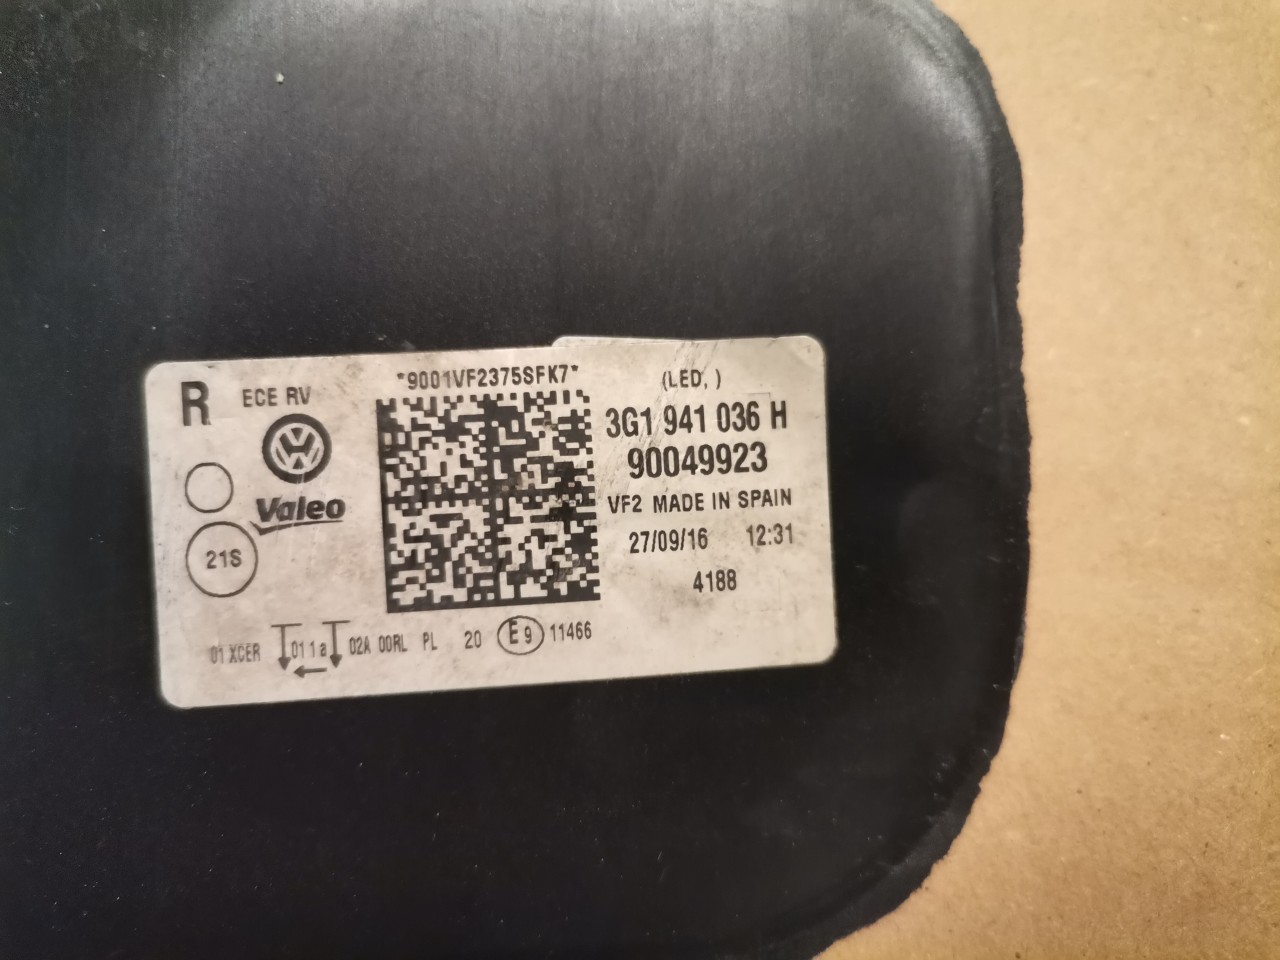 R
ECE RV
*9001VF2375SFK7*
(LED, )
3G1 941 036 H
90049923
Valeo
VF2 MADE IN SPAIN
21S
27/09/16 12:31
4188
01 XCER 01 1a 02A 00RL PL 20 E9 11466